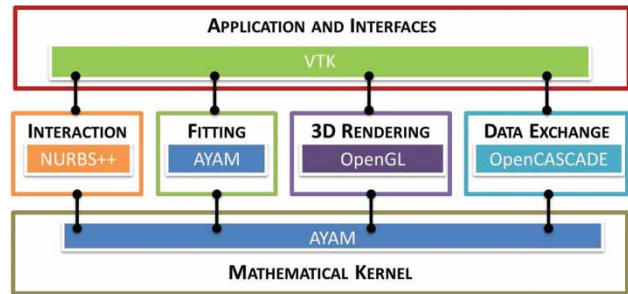 APPLICATION AND INTERFACES
VTK
INTERACTION
NURBS++
FITTING
AYAM
3D RENDERING
OpenGL
DATA EXCHANGE
OpenCASCADE
AYAM
MATHEMATICAL KERNEL